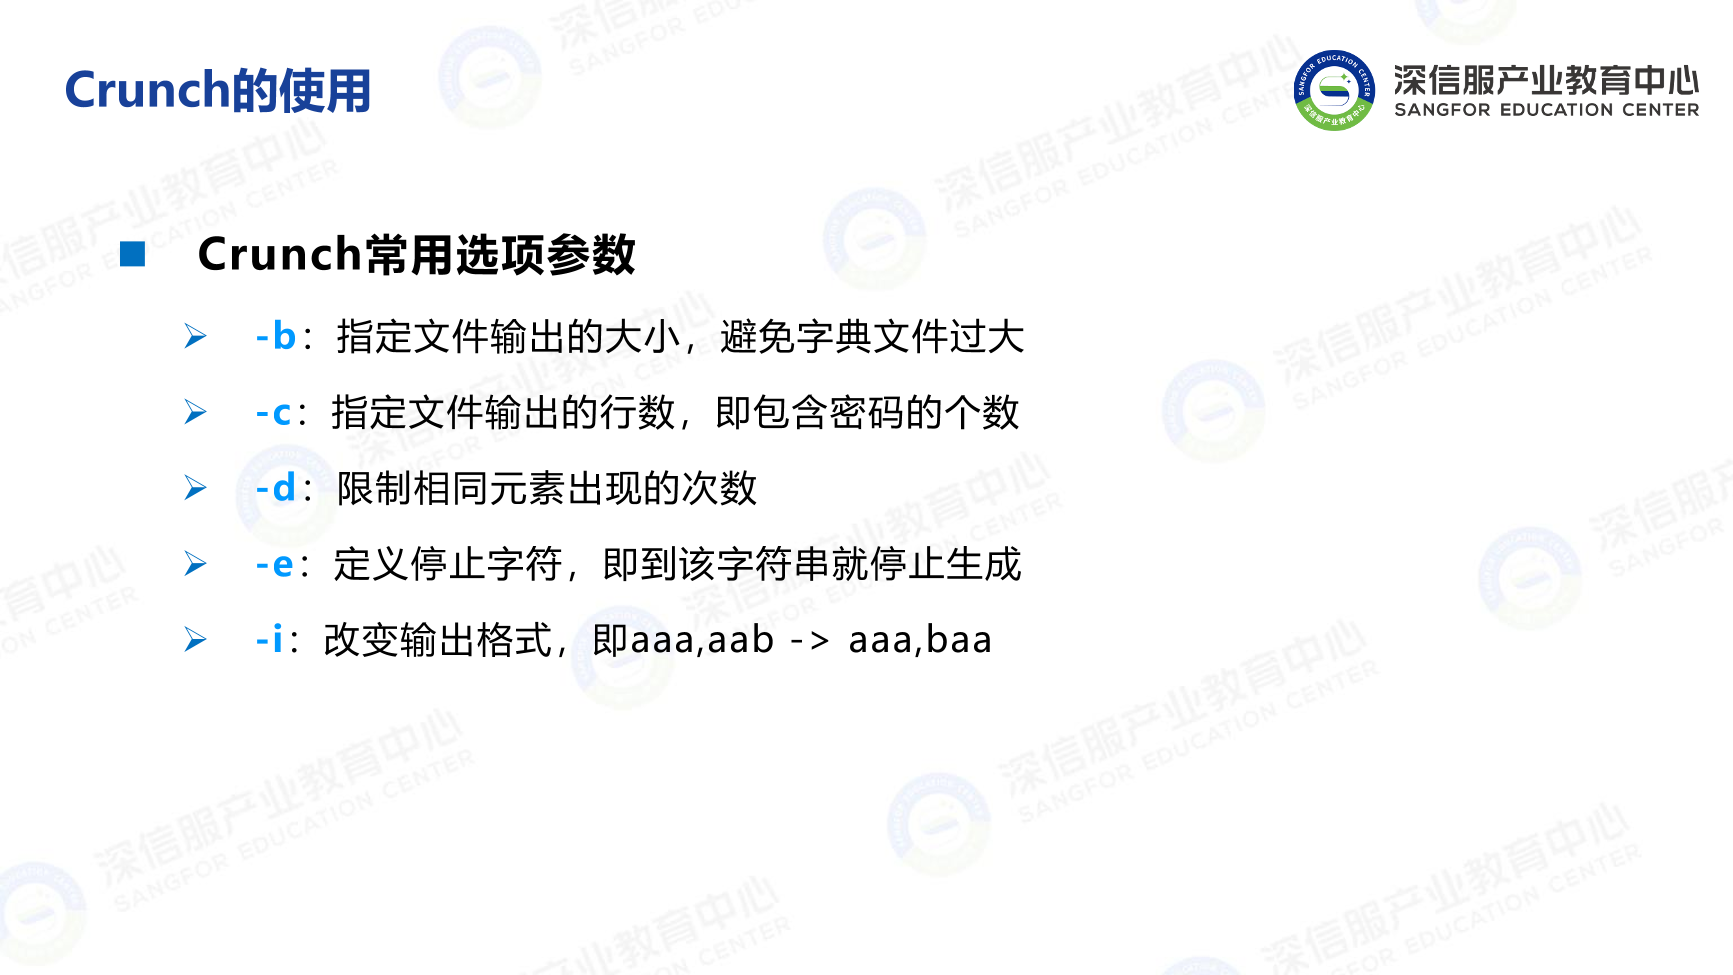 Crunch的使用
深信服产业教育中心
SANGFOR EDUCATION CENTER
Crunch常用选项参数
-b：指定文件输出的大小，避免字典文件过大
-c：指定文件输出的行数，即包含密码的个数
-d：限制相同元素出现的次数
-e：定义停止字符，即到该字符串就停止生成
-i：改变输出格式，即aaa,aab -> aaa,baa